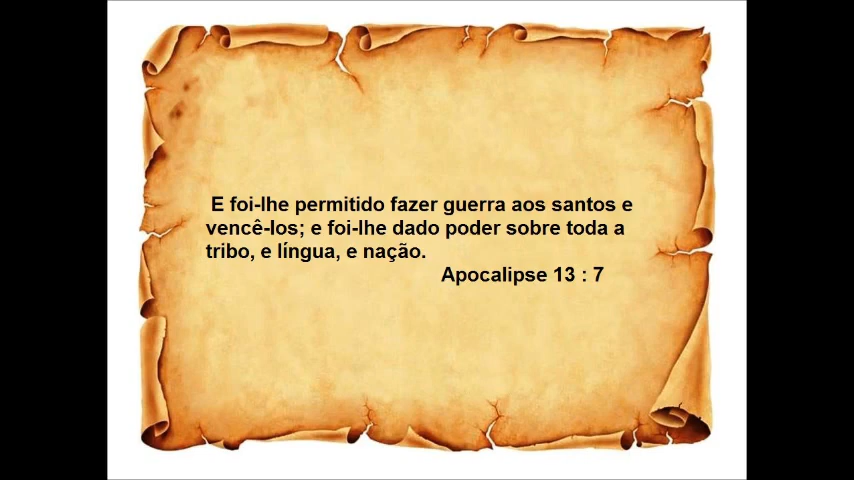 E foi-lhe permitido fazer guerra aos santos e
vencê-los; e foi-lhe dado poder sobre toda a
tribo, e língua, e nação.
Apocalipse 13 : 7